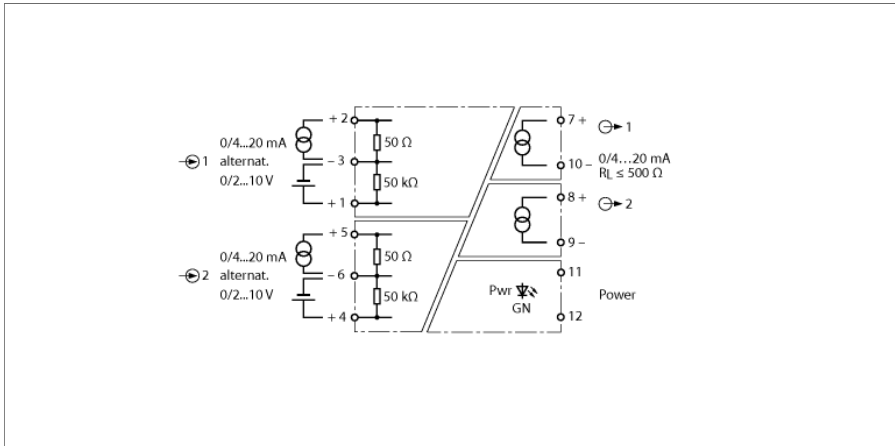 0/4...20 mA
1 alternat.
0/2...10 V
+ 2
– 3
+ 1
50 Ω
50 kΩ
0/4...20 mA
2 alternat.
0/2...10 V
+ 5
– 6
+ 4
50 Ω
50 kΩ
7 + 1
10 – 0/4...20 mA
RL ≤ 500 Ω
8 + 2
9 –
11
Pwr
GN
Power
12